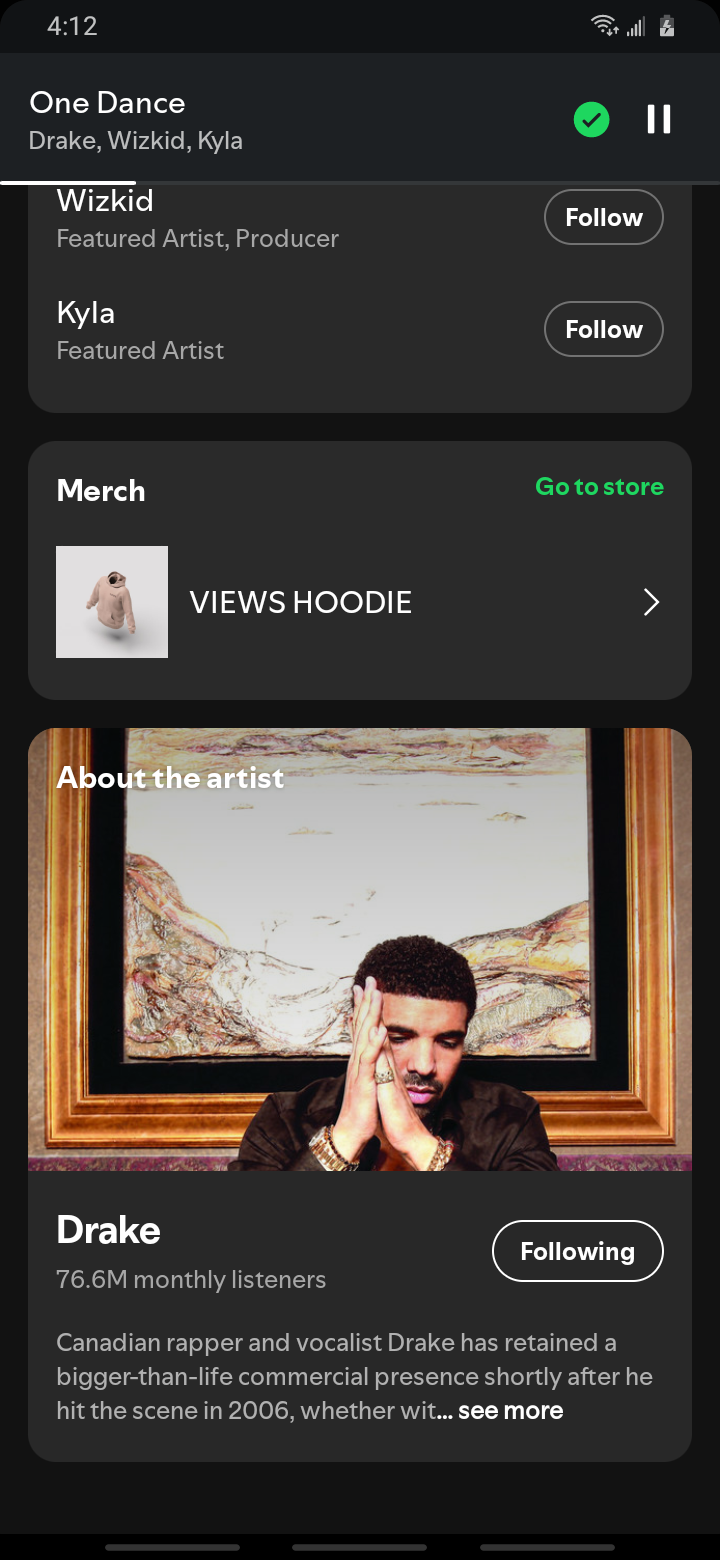 4:12
One Dance
Drake, Wizkid, Kyla
Wizkid
Featured Artist, Producer
Follow
Kyla
Featured Artist
Follow
Merch
Go to store
VIEWS HOODIE
About the artist
Drake
76.6M monthly listeners
Following
Canadian rapper and vocalist Drake has retained a
bigger-than-life commercial presence shortly after he
hit the scene in 2006, whether wit... see more